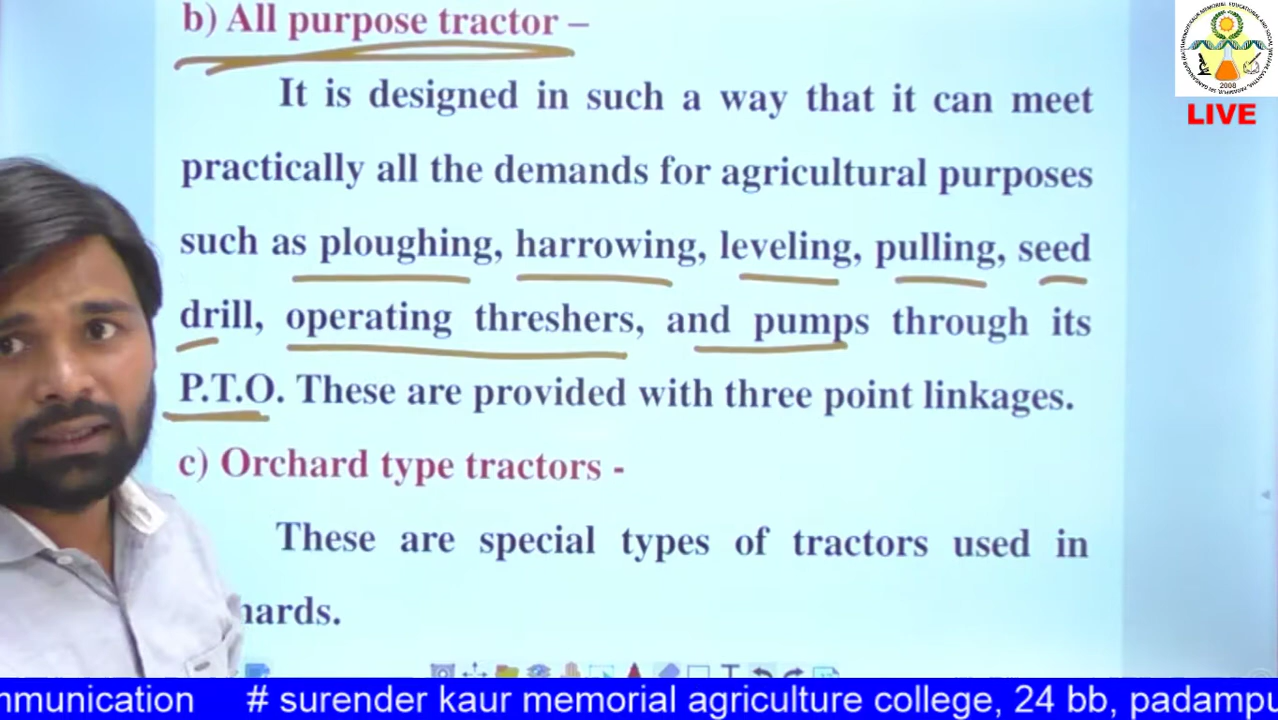 b) All purpose tractor –
It is designed in such a way that it can meet
practically all the demands for agricultural purposes
such as ploughing, harrowing, leveling, pulling, seed
drill, operating threshers, and pumps through its
P.T.O. These are provided with three point linkages.
c) Orchard type tractors -
These are special types of tractors used in
hards.
2008
LIVE
mmunication # surender kaur memorial agriculture college, 24 bb, padampu